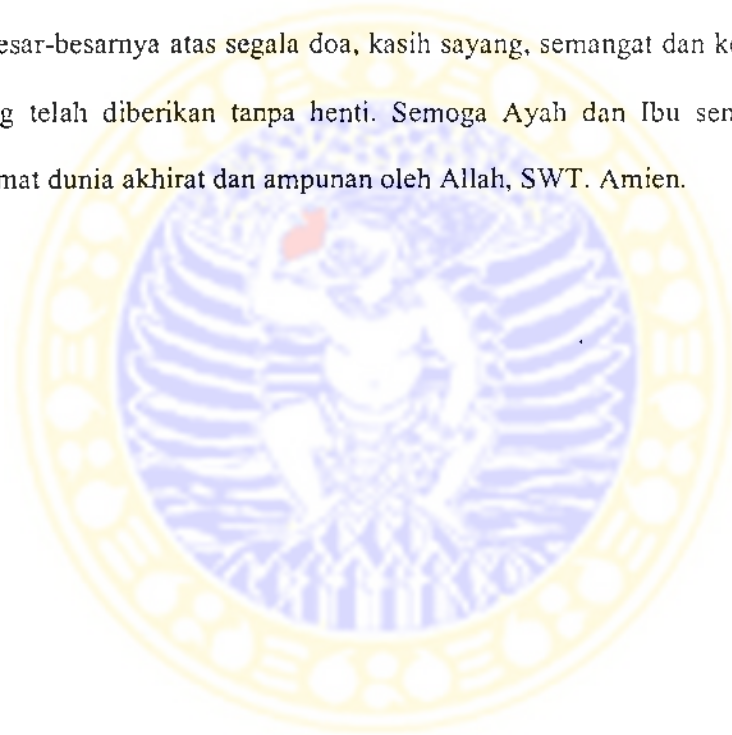 esar-besarnya atas segala doa, kasih sayang, semangat dan ke
g telah diberikan tanpa henti. Semoga Ayah dan Ibu sen
mat dunia akhirat dan ampunan oleh Allah, SWT. Amien.